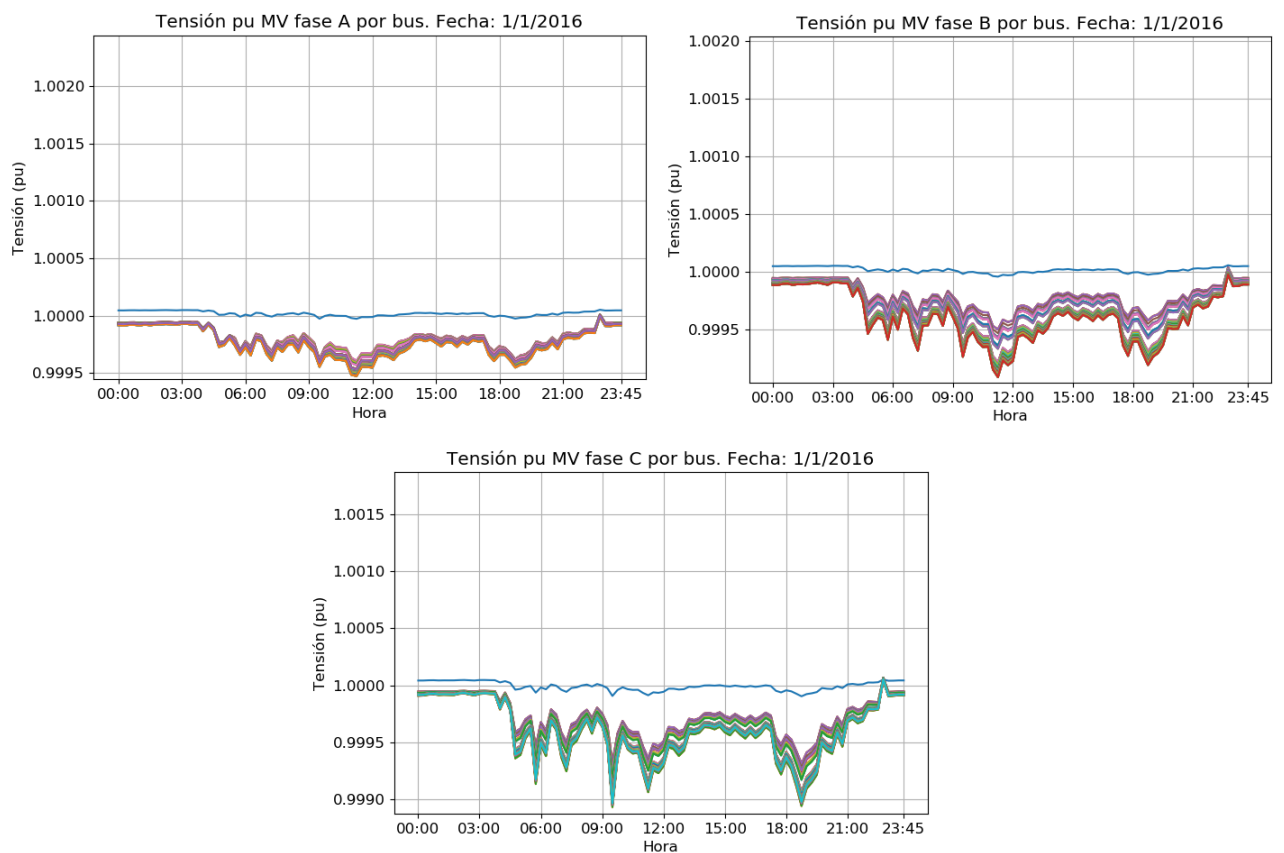 Tensión pu MV fase A por bus. Fecha: 1/1/2016
Tensión (pu)
1.0020
1.0015
1.0010
1.0005
1.0000
0.9995
00:00 03:00 06:00 09:00 12:00 15:00 18:00 21:00 23:45
Hora
Tensión pu MV fase B por bus. Fecha: 1/1/2016
Tensión (pu)
1.0020
1.0015
1.0010
1.0005
1.0000
0.9995
00:00 03:00 06:00 09:00 12:00 15:00 18:00 21:00 23:45
Hora
Tensión pu MV fase C por bus. Fecha: 1/1/2016
Tensión (pu)
1.0015
1.0010
1.0005
1.0000
0.9995
0.9990
00:00 03:00 06:00 09:00 12:00 15:00 18:00 21:00 23:45
Hora